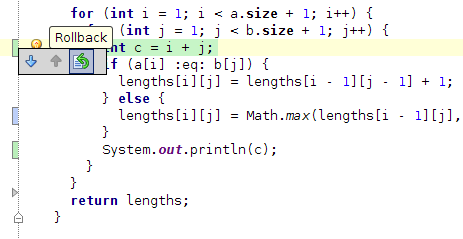 for (int i = 1; i < a.size + 1; i++) {
(int j = 1; j < b.size + 1; j++) {
Rollback
int c = i + j;
if (a[i] :eq: b[j]) {
lengths[i][j] = lengths[i - 1][j - 1] + 1;
} else {
lengths[i][j] = Math.max(lengths[i - 1][j],
}
System.out.println(c);
}
}
return lengths;
}